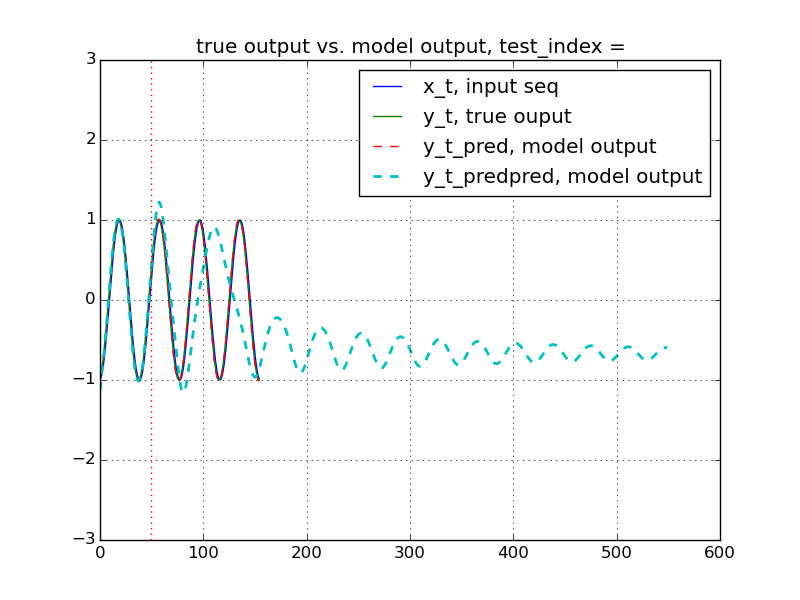 true output vs. model output, test_index =
x_t, input seq
y_t, true ouput
y_t_pred, model output
y_t_predpred, model output
3
2
1
0
−1
−2
−3
0 100 200 300 400 500 600